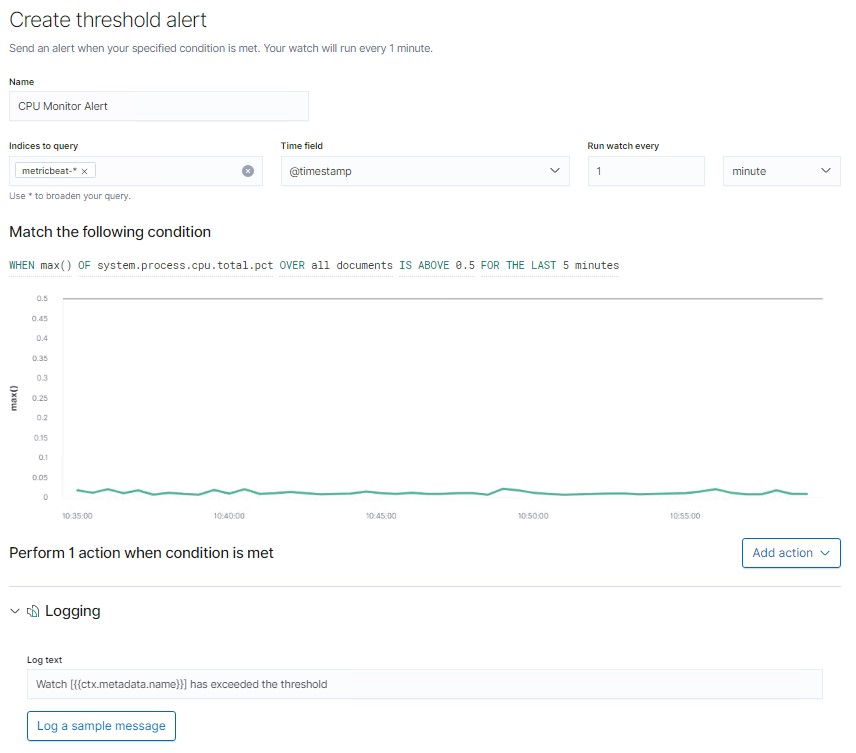 Create threshold alert
Send an alert when your specified condition is met. Your watch will run every 1 minute.
Name
CPU Monitor Alert
Indices to query Time field Run watch every
metricbeat-* × @timestamp 1 minute
Use * to broaden your query.
Match the following condition
WHEN max() OF system.process.cpu.total.pct OVER all documents IS ABOVE 0.5 FOR THE LAST 5 minutes
0.5
0.45
0.4
0.35
0.3
0.25
0.2
0.15
0.1
0.05
0
max()
10:35:00 10:40:00 10:45:00 10:50:00 10:55:00
Perform 1 action when condition is met Add action
Logging
Log text
Watch [{{ctx.metadata.name}}] has exceeded the threshold
Log a sample message